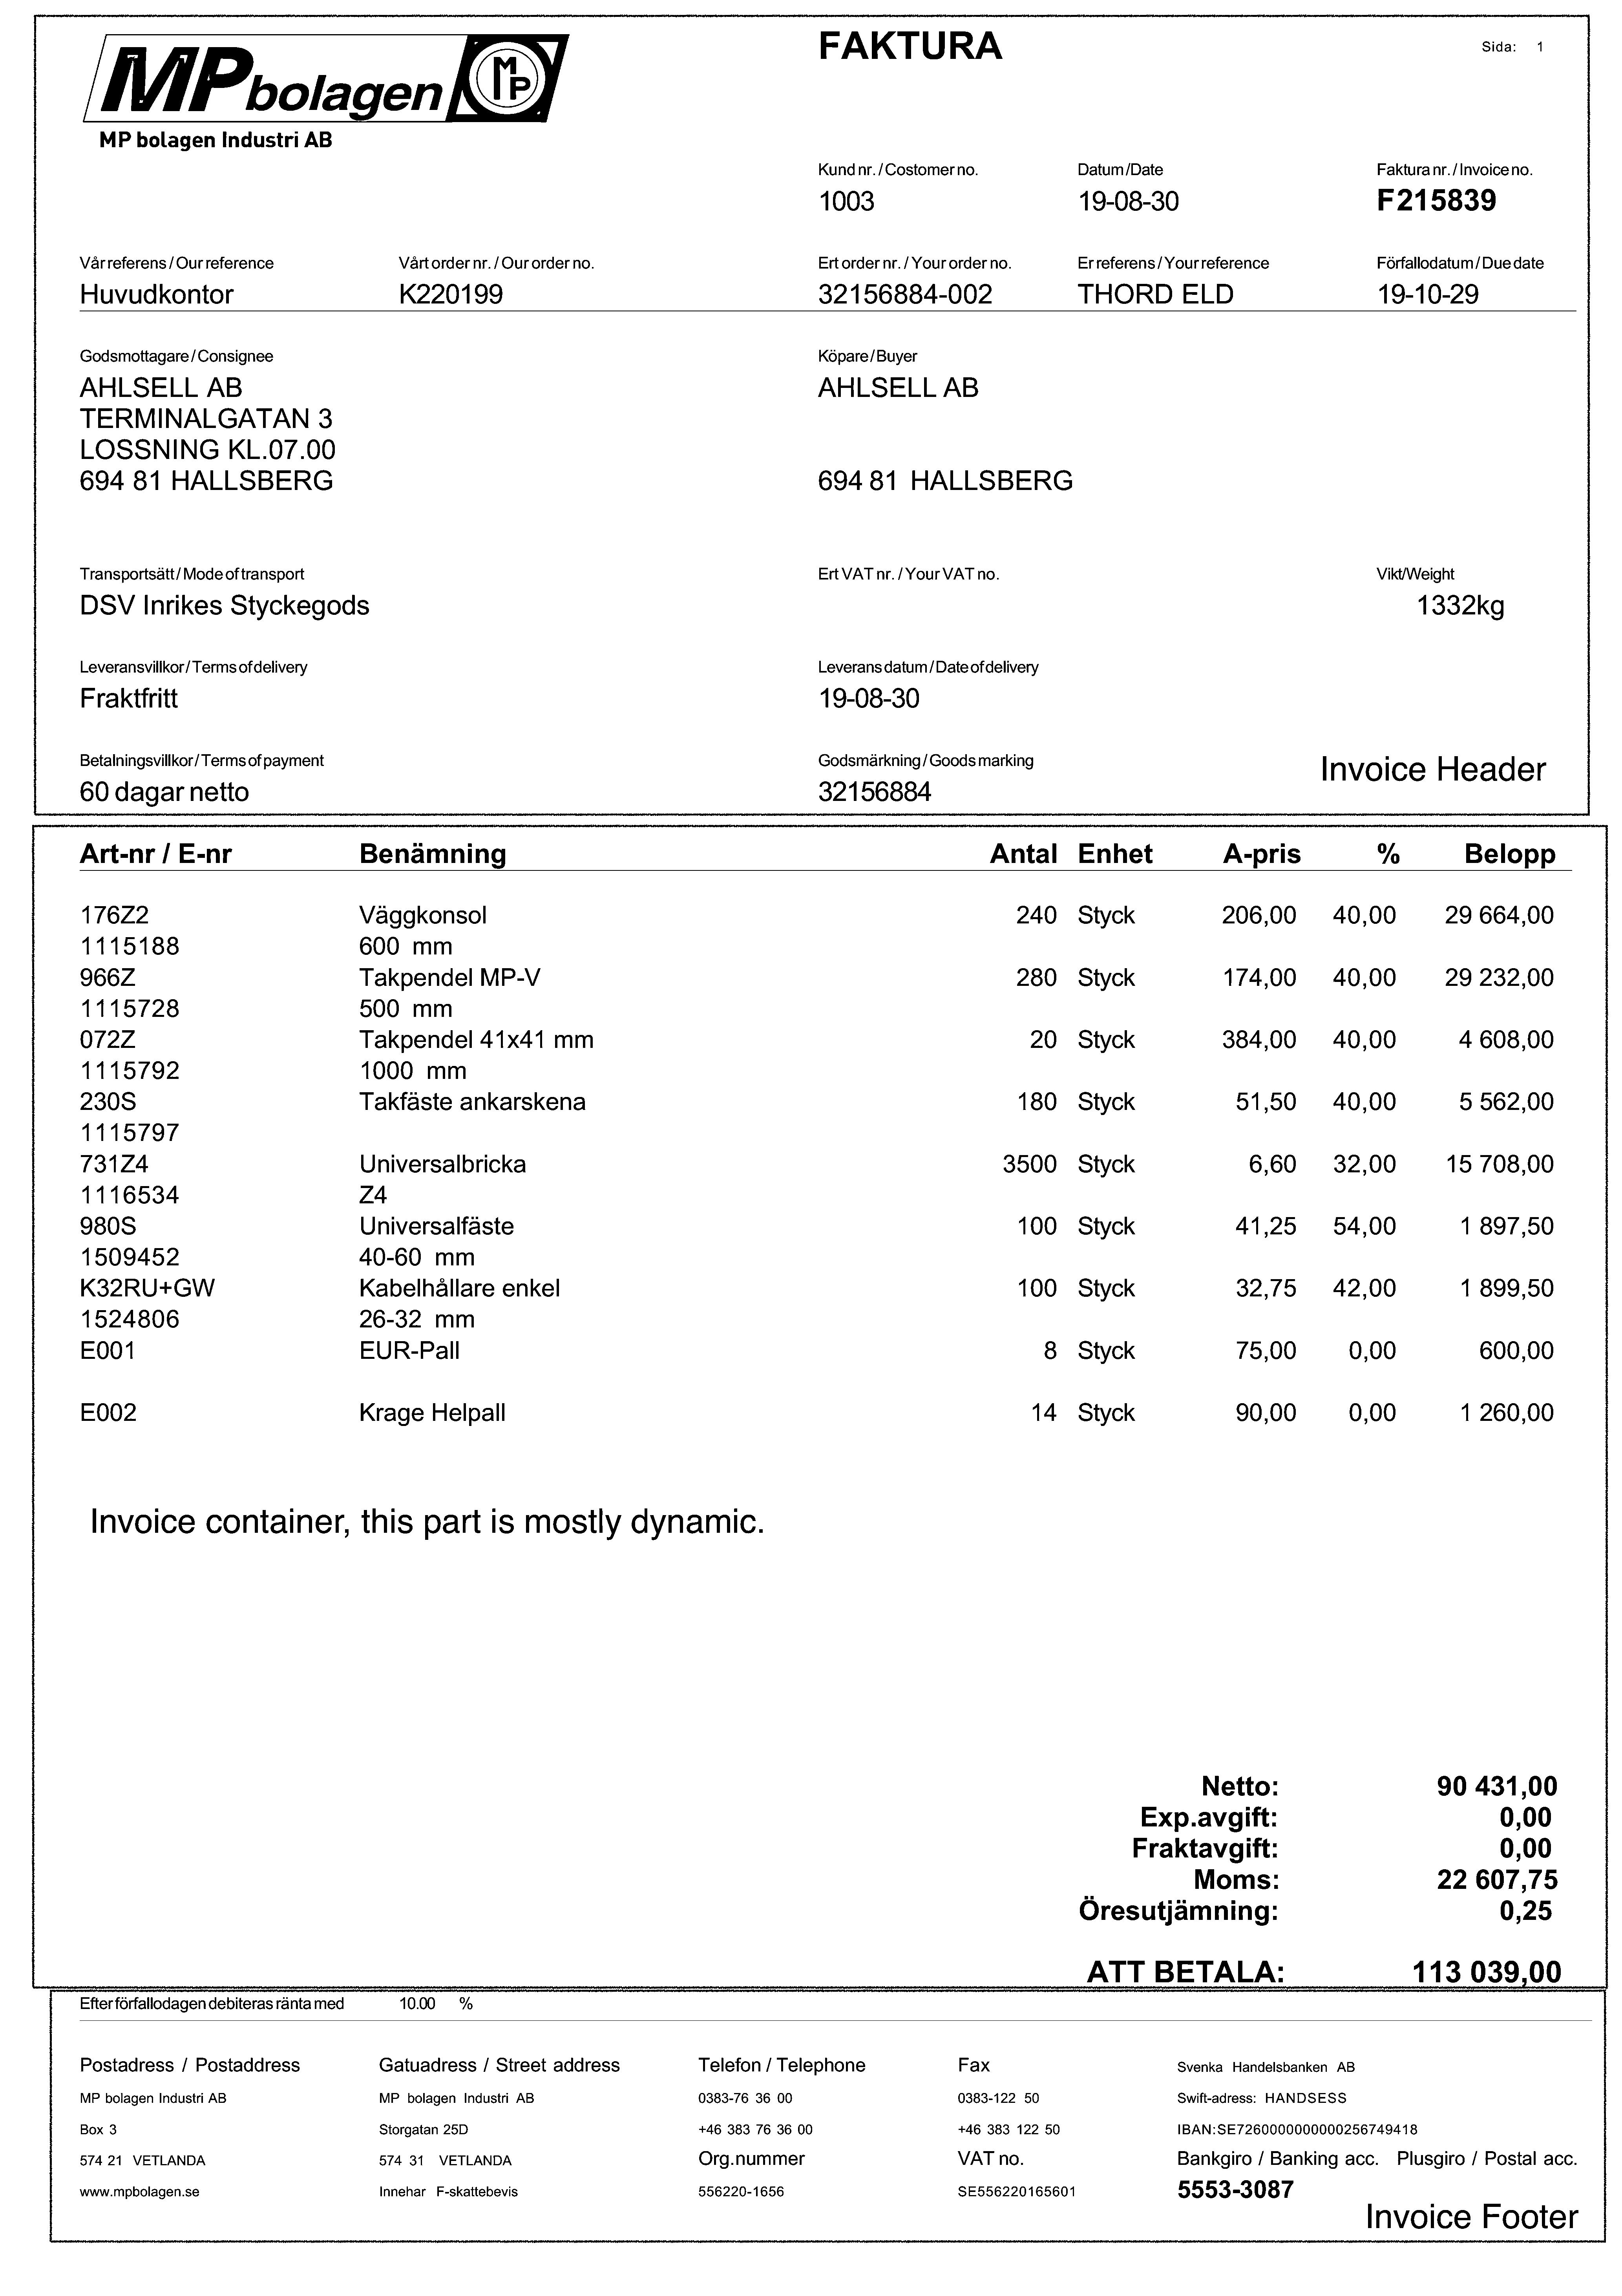 MPbolagen MP
MP bolagen Industri AB
FAKTURA
Sida: 1
Kund nr. / Costomer no. Datum /Date Faktura nr. / Invoice no.
1003 19-08-30 F215839
Vår referens / Our reference Vårt order nr. / Our order no. Ert order nr. / Your order no. Er referens / Your reference Förfallodatum / Due date
Huvudkontor K220199 32156884-002 THORD ELD 19-10-29
Godsmottagare / Consignee Köpare / Buyer
AHLSELL AB AHLSELL AB
TERMINALGATAN 3
LOSSNING KL.07.00
694 81 HALLSBERG 694 81 HALLSBERG
Transportsätt / Mode of transport Ert VAT nr. / Your VAT no. Vikt/Weight
DSV Inrikes Styckegods 1332kg
Leveransvillkor / Terms of delivery Leverans datum / Date of delivery
Fraktfritt 19-08-30
Betalningsvillkor / Terms of payment Godsmärkning / Goods marking
60 dagar netto 32156884
Invoice Header
Art-nr / E-nr Benämning Antal Enhet A-pris % Belopp
176Z2 Väggkonsol 240 Styck 206,00 40,00 29 664,00
1115188 600 mm
966Z Takpendel MP-V 280 Styck 174,00 40,00 29 232,00
1115728 500 mm
072Z Takpendel 41x41 mm 20 Styck 384,00 40,00 4 608,00
1115792 1000 mm
230S Takfäste ankarskena 180 Styck 51,50 40,00 5 562,00
1115797
731Z4 Universalbricka 3500 Styck 6,60 32,00 15 708,00
1116534 Z4
980S Universalfäste 100 Styck 41,25 54,00 1 897,50
1509452 40-60 mm
K32RU+GW Kabelhållare enkel 100 Styck 32,75 42,00 1 899,50
1524806 26-32 mm
E001 EUR-Pall 8 Styck 75,00 0,00 600,00
E002 Krage Helpall 14 Styck 90,00 0,00 1 260,00
Invoice container, this part is mostly dynamic.
Netto: 90 431,00
Exp.avgift: 0,00
Fraktavgift: 0,00
Moms: 22 607,75
Öresutjämning: 0,25
ATT BETALA: 113 039,00
Efter förfallodagen debiteras ränta med 10.00 %
Postadress / Postaddress Gatuadress / Street address Telefon / Telephone Fax Svenka Handelsbanken AB
MP bolagen Industri AB MP bolagen Industri AB 0383-76 36 00 0383-122 50 Swift-adress: HANDSESS
Box 3 Storgatan 25D +46 383 76 36 00 +46 383 122 50 IBAN:SE7260000000000256749418
574 21 VETLANDA 574 31 VETLANDA Org.nummer VAT no. Bankgiro / Banking acc. Plusgiro / Postal acc.
www.mpbolagen.se Innehar F-skattebevis 556220-1656 SE556220165601 5553-3087
Invoice Footer